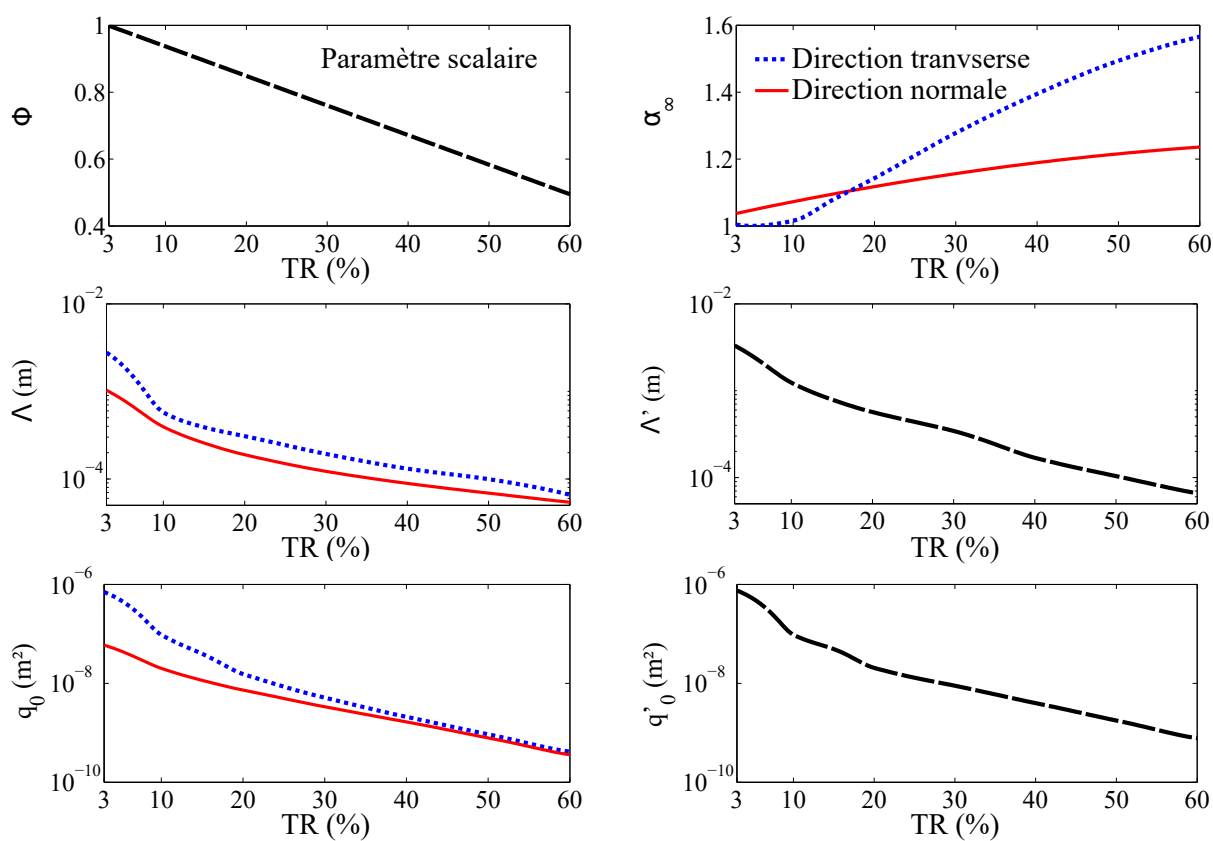 1
0.8
0.6
0.4
Φ
Paramètre scalaire
3 10 20 30 40 50 60
TR (%)
1.6
1.4
1.2
1
α∞
Direction tranvserse
Direction normale
3 10 20 30 40 50 60
TR (%)
10⁻²
10⁻⁴
Λ (m)
3 10 20 30 40 50 60
TR (%)
10⁻²
10⁻⁴
Λ’ (m)
3 10 20 30 40 50 60
TR (%)
10⁻⁶
10⁻⁸
10⁻¹⁰
q₀ (m²)
3 10 20 30 40 50 60
TR (%)
10⁻⁶
10⁻⁸
10⁻¹⁰
q’₀ (m²)
3 10 20 30 40 50 60
TR (%)